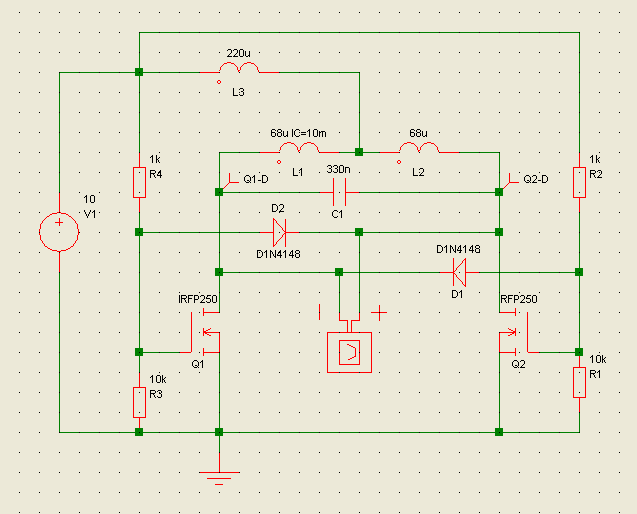 220u
L3
68u IC=10m
68u
L1
L2
330n
C1
Q1-D
Q2-D
1k
R4
1k
R2
10
V1
+
D2
D1N4148
D1N4148
D1
IRFP250
RFP250
Q1
Q2
10k
R3
10k
R1